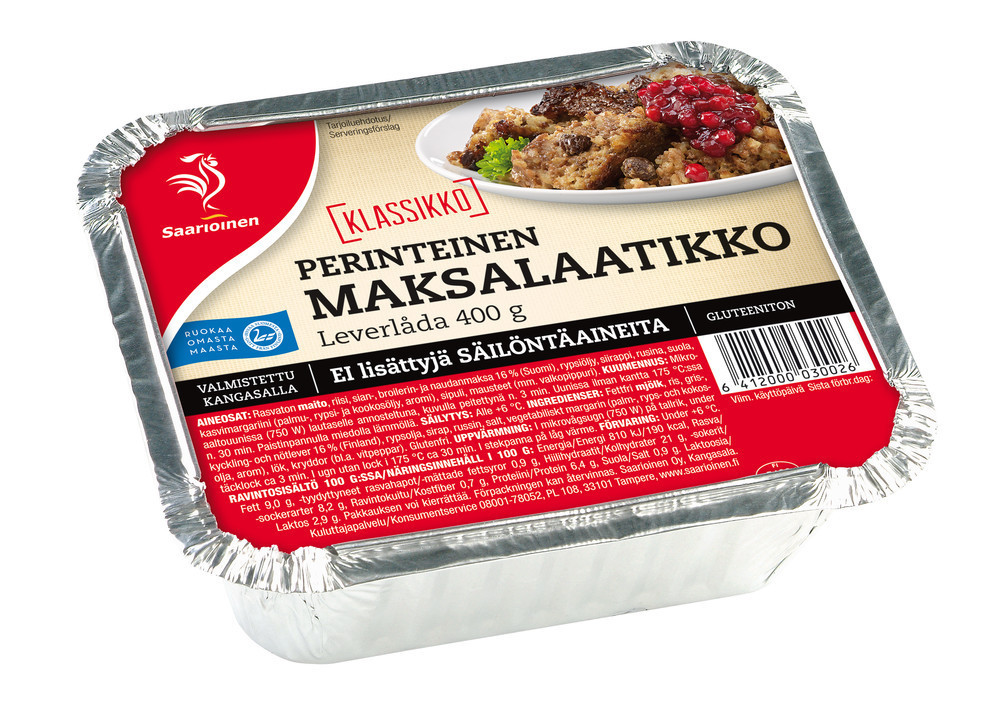 Tarjoiluehdotus/
Serveringsförslag
Saarioinen
[KLASSIKKO]
PERINTEINEN
MAKSALAATIKKO
Leverlåda 400 g
RUOKAA
OMASTA
MAASTA
VALMISTETTU
KANGASALLA
EI lisättyjä SÄILÖNTÄAINEITA
GLUTEENITON
6 412000 030026
Viim. käyttöpäivä Sista förbr.dag:
AINEOSAT: Rasvaton maito, riisi, sian-, broilerin- ja naudanmaksa 16 % (Suomi), rypsiöljy, siirappi, rusina, suola,
kasvimargariini (palmu-, rypsi- ja kookosöljy, aromi), sipuli, mausteet (mm. valkopippuri). KUUMENNUS: Mikro-
aaltouunissa (750 W) lautaselle annosteltuna, kuvulla peitettynä n. 3 min. Uunissa ilman kantta 175 °C:ssa
n. 30 min. Paistinpannulla miedolla lämmöllä. SÄILYTYS: Alle +6 °C. INGREDIENSER: Fettfri mjölk, ris, gris-,
kyckling- och nötlever 16 % (Finland), rypsolja, sirap, russin, salt, vegetabiliskt margarin (palm-, ryps- och kokos-
olja, arom), lök, kryddor (bl.a. vitpeppar). Glutenfri. UPPVÄRMNING: I mikrovågsugn (750 W) på tallrik, under
täcklock ca 3 min. I ugn utan lock i 175 °C ca 30 min. I stekpanna på låg värme. FÖRVARING: Under +6 °C.
RAVINTOSISÄLTÖ 100 G:SSA/NÄRINGSINNEHÅLL I 100 G: Energia/Energi 810 kJ/190 kcal, Rasva/
Fett 9,0 g, -tyydyttyneet rasvahapot/-mättade fettsyror 0,9 g, Hiilihydraatit/Kolhydrater 21 g, -sokerit/
-sockerarter 8,2 g, Ravintokuitu/Kostfiber 0,7 g, Proteiini/Protein 6,4 g, Suola/Salt 0,9 g. Laktoosia/
Laktos 2,9 g. Pakkauksen voi kierrättää. Förpackningen kan återvinnas. Saarioinen Oy, Kangasala.
Kuluttajapalvelu/Konsumentservice 08001-78052, PL 108, 33101 Tampere, www.saarioinen.fi
FI